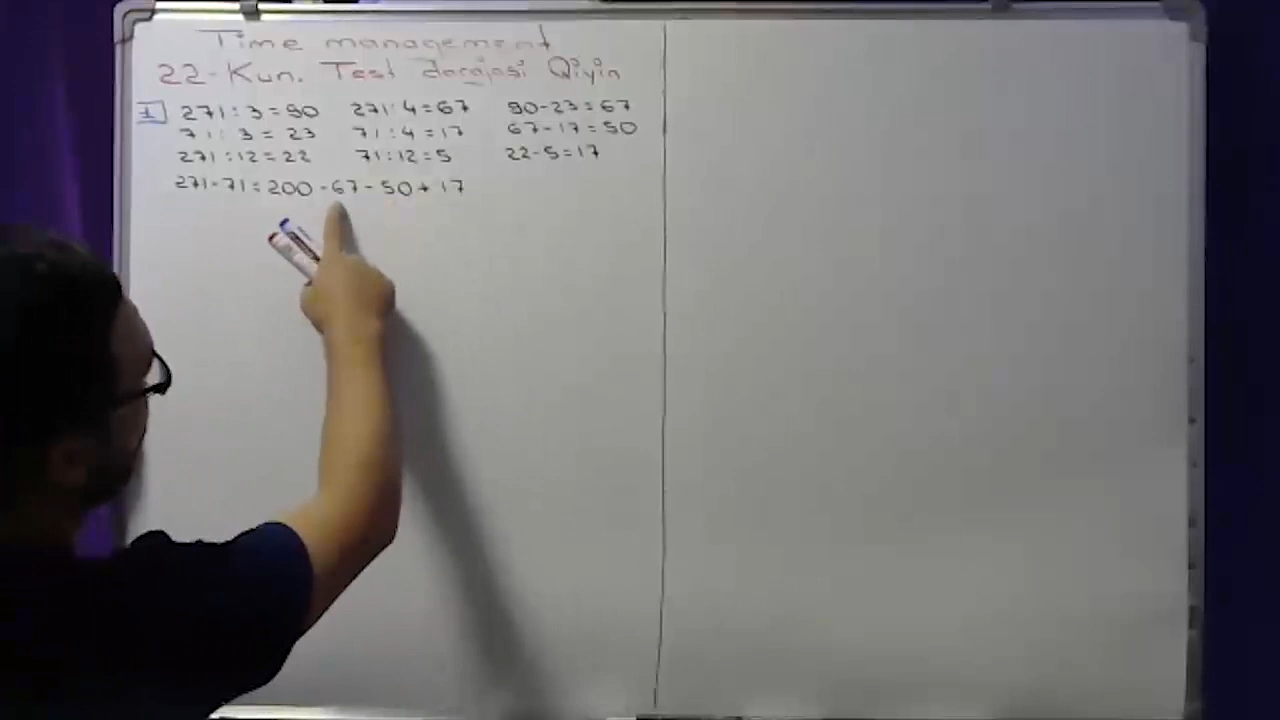 Time management
22-Kun. Test darajasi Qiyin
1 271:3=90 271:4=67 90-23=67
71:3=23 71:4=17 67-17=50
271:12=22 71:12=5 22-5=17
271-71=200-67-50+17